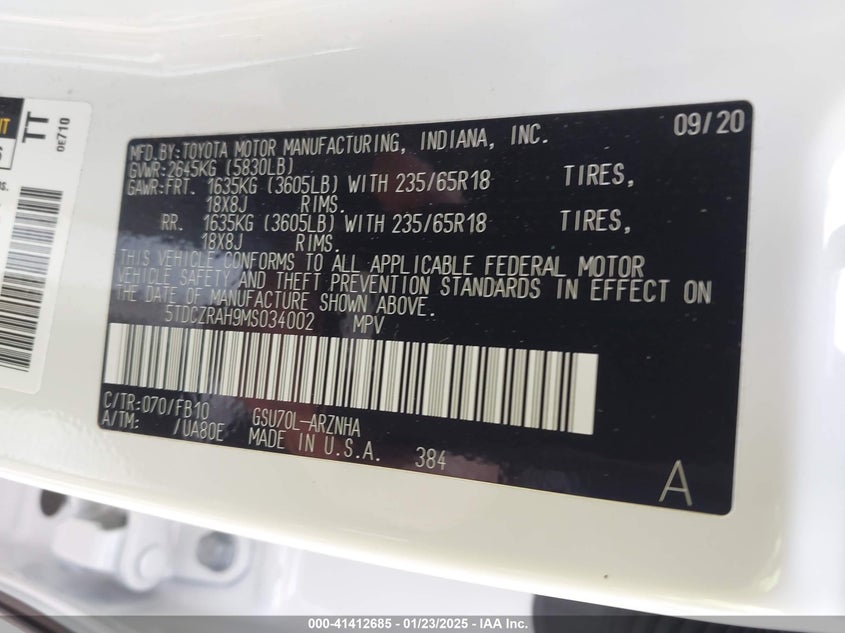 MFD.BY:TOYOTA MOTOR MANUFACTURING, INDIANA, INC. 09/20
GVWR:2645KG (5830LB)
GAWR:FRT. 1635KG (3605LB) WITH 235/65R18 TIRES,
18X8J RIMS.
RR. 1635KG (3605LB) WITH 235/65R18 TIRES,
18X8J RIMS.
THIS VEHICLE CONFORMS TO ALL APPLICABLE FEDERAL MOTOR
VEHICLE SAFETY AND THEFT PREVENTION STANDARDS IN EFFECT ON
THE DATE OF MANUFACTURE SHOWN ABOVE.
5TDCZRAH9MS034002 MPV
C/TR:070/FB10 GSU70L-ARZNHA
A/TM: /UA80E MADE IN U.S.A. 384
A
TT
0E710
000-41412685 - 01/23/2025 - IAA Inc.